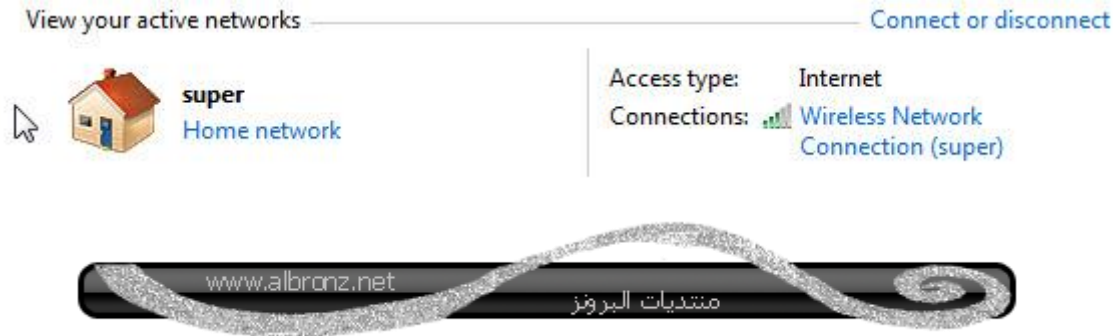 View your active networks
Connect or disconnect
super
Home network
Access type: Internet
Connections: Wireless Network
Connection (super)
www.albronz.net
منتديات البرونز